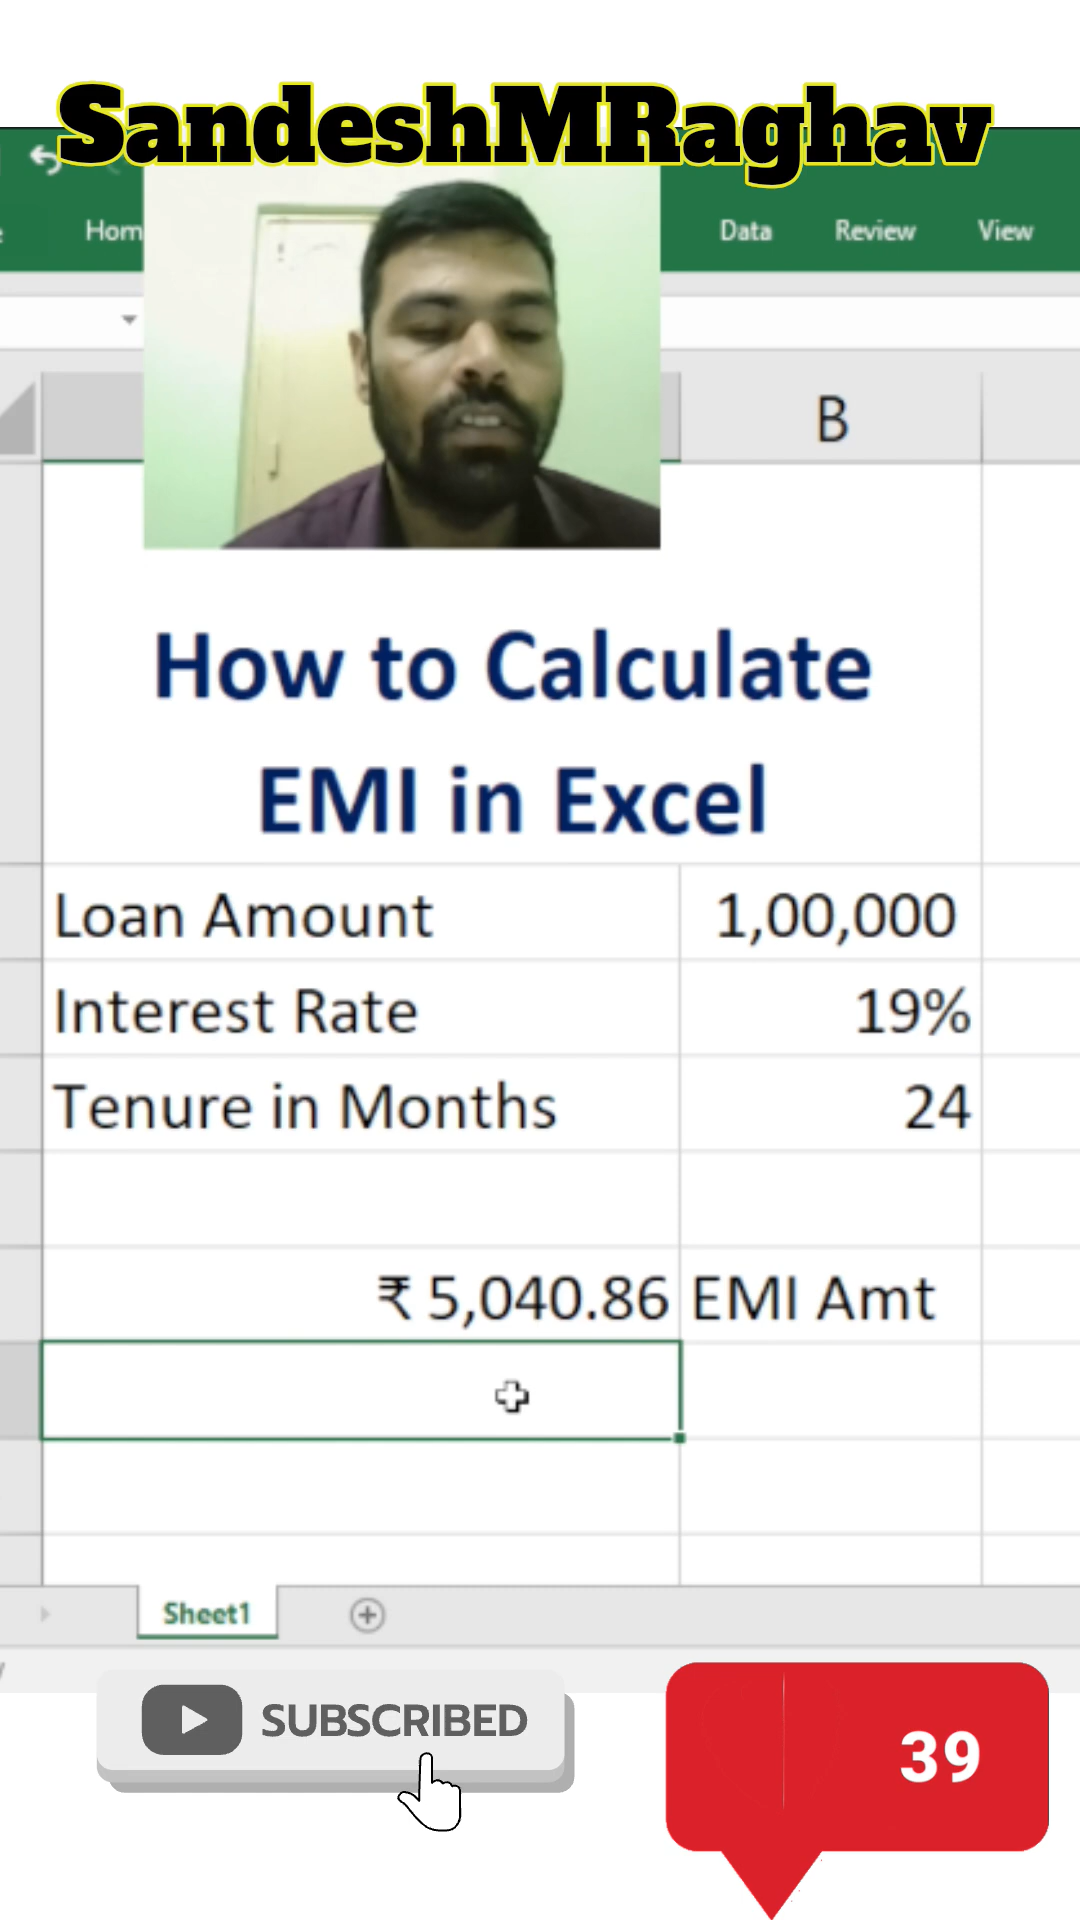 SandeshMRaghav
Hom
Data Review View
B
How to Calculate
EMI in Excel
Loan Amount 1,00,000
Interest Rate 19%
Tenure in Months 24
₹ 5,040.86 EMI Amt
Sheet1
SUBSCRIBED
39